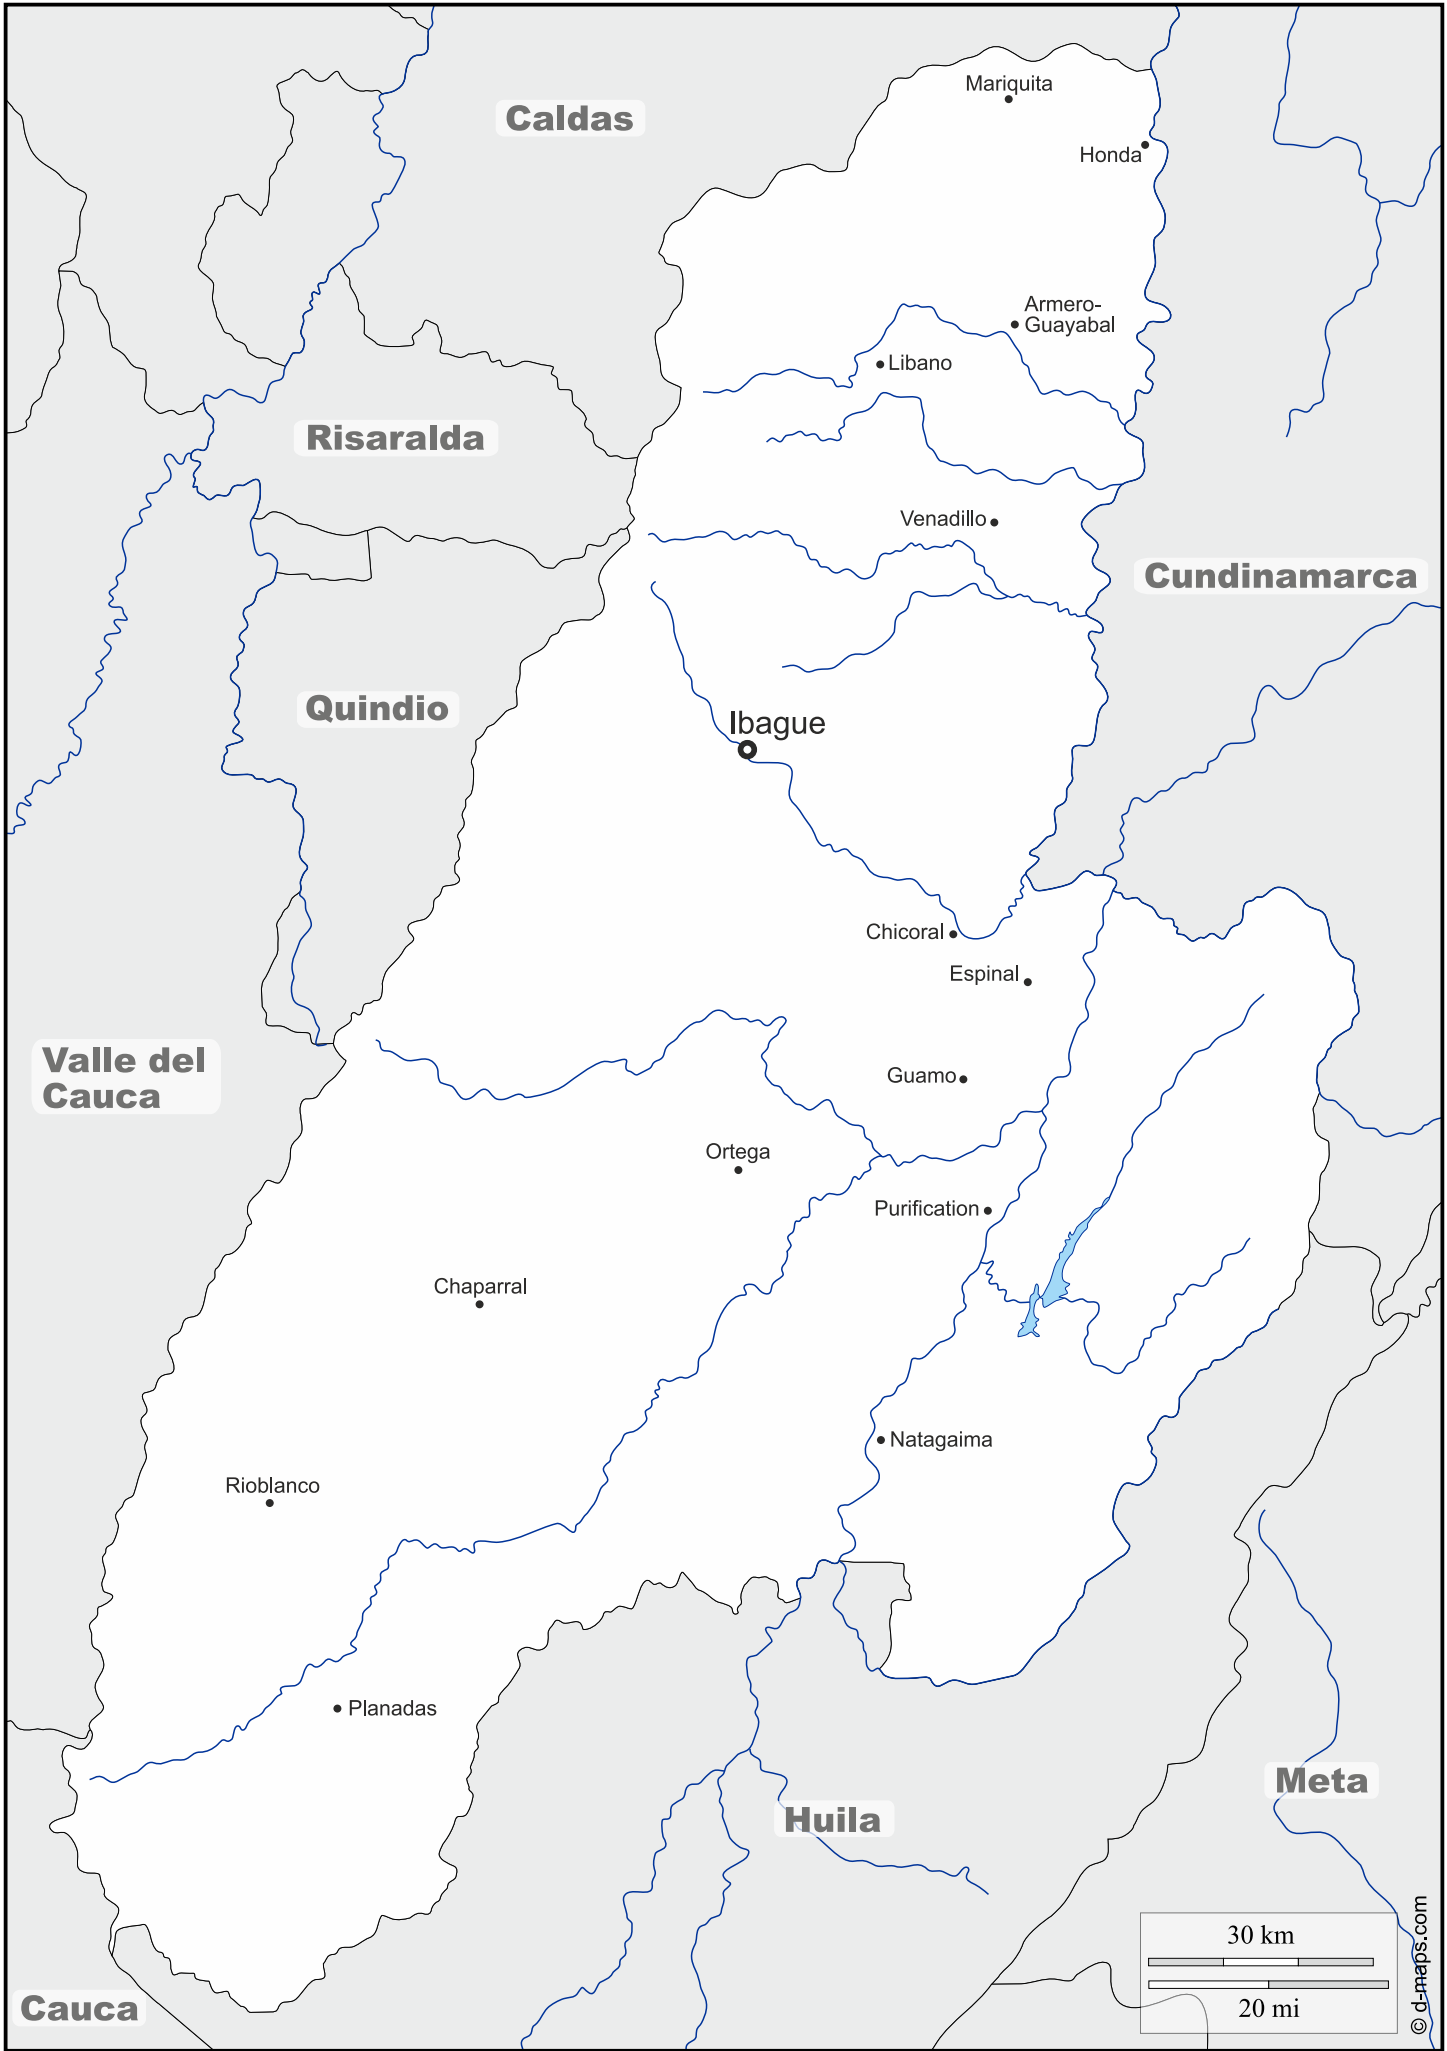 Mariquita
Caldas
Honda
Armero-
Guayabal
Libano
Risaralda
Venadillo
Cundinamarca
Quindio
Ibague
Chicoral
Espinal
Valle del
Cauca
Guamo
Ortega
Purification
Chaparral
Natagaima
Rioblanco
Planadas
Meta
Huila
30 km
20 mi
Cauca
© d-maps.com